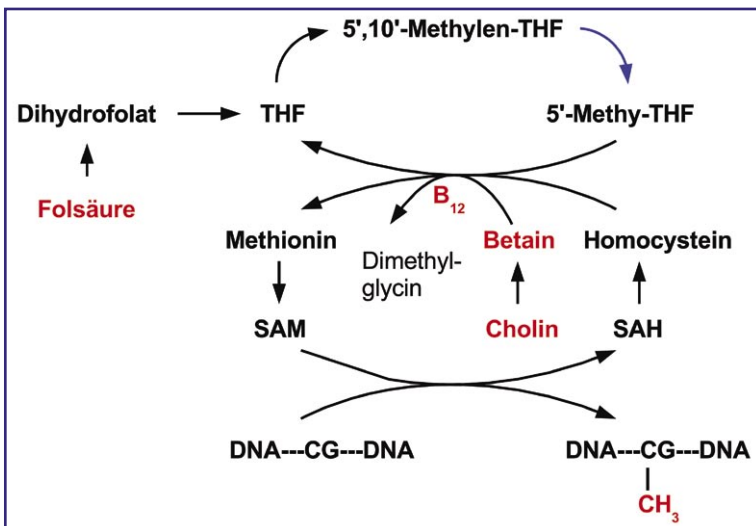 5',10'-Methylen-THF
Dihydrofolat THF 5'-Methy-THF
Folsäure B₁₂
Methionin Betain Homocystein
Dimethyl-
glycin
SAM Cholin SAH
DNA---CG---DNA DNA---CG---DNA
CH₃